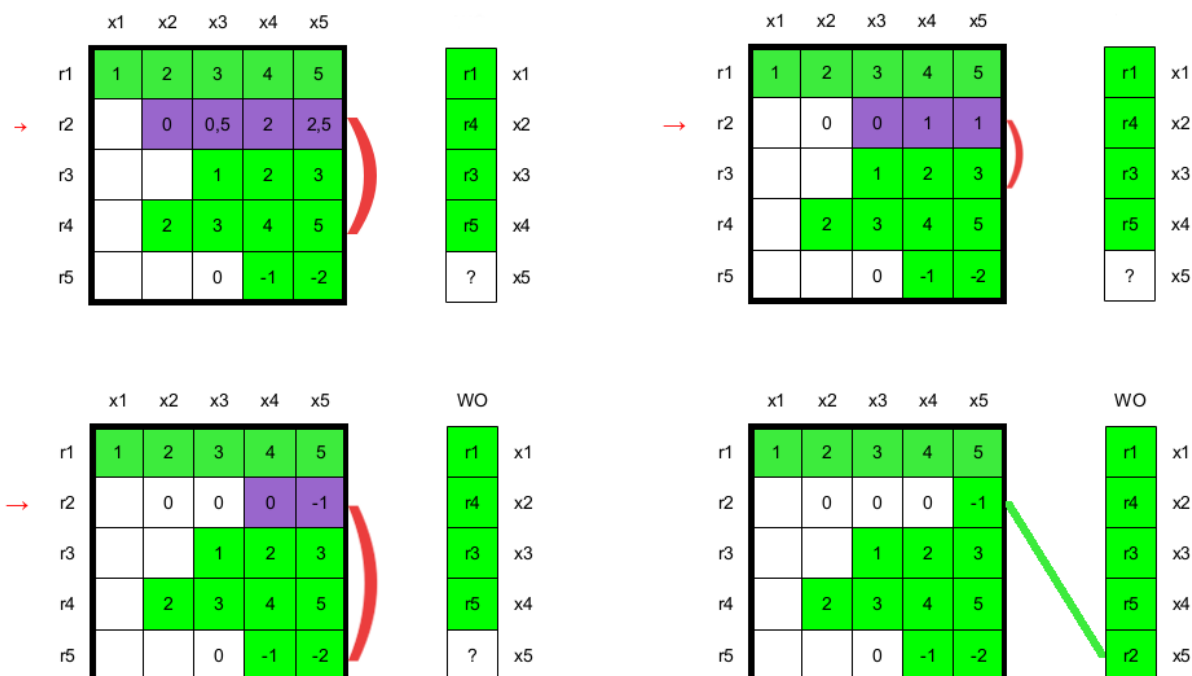 x1 x2 x3 x4 x5
r1 1 2 3 4 5 r1 x1
→ r2 0 0,5 2 2,5 r4 x2
r3 1 2 3 r3 x3
r4 2 3 4 5 r5 x4
r5 0 -1 -2 ? x5
x1 x2 x3 x4 x5
r1 1 2 3 4 5 r1 x1
→ r2 0 0 1 1 r4 x2
r3 1 2 3 r3 x3
r4 2 3 4 5 r5 x4
r5 0 -1 -2 ? x5
x1 x2 x3 x4 x5 WO
r1 1 2 3 4 5 r1 x1
→ r2 0 0 0 -1 r4 x2
r3 1 2 3 r3 x3
r4 2 3 4 5 r5 x4
r5 0 -1 -2 ? x5
x1 x2 x3 x4 x5 WO
r1 1 2 3 4 5 r1 x1
r2 0 0 0 -1 r4 x2
r3 1 2 3 r3 x3
r4 2 3 4 5 r5 x4
r5 0 -1 -2 r2 x5